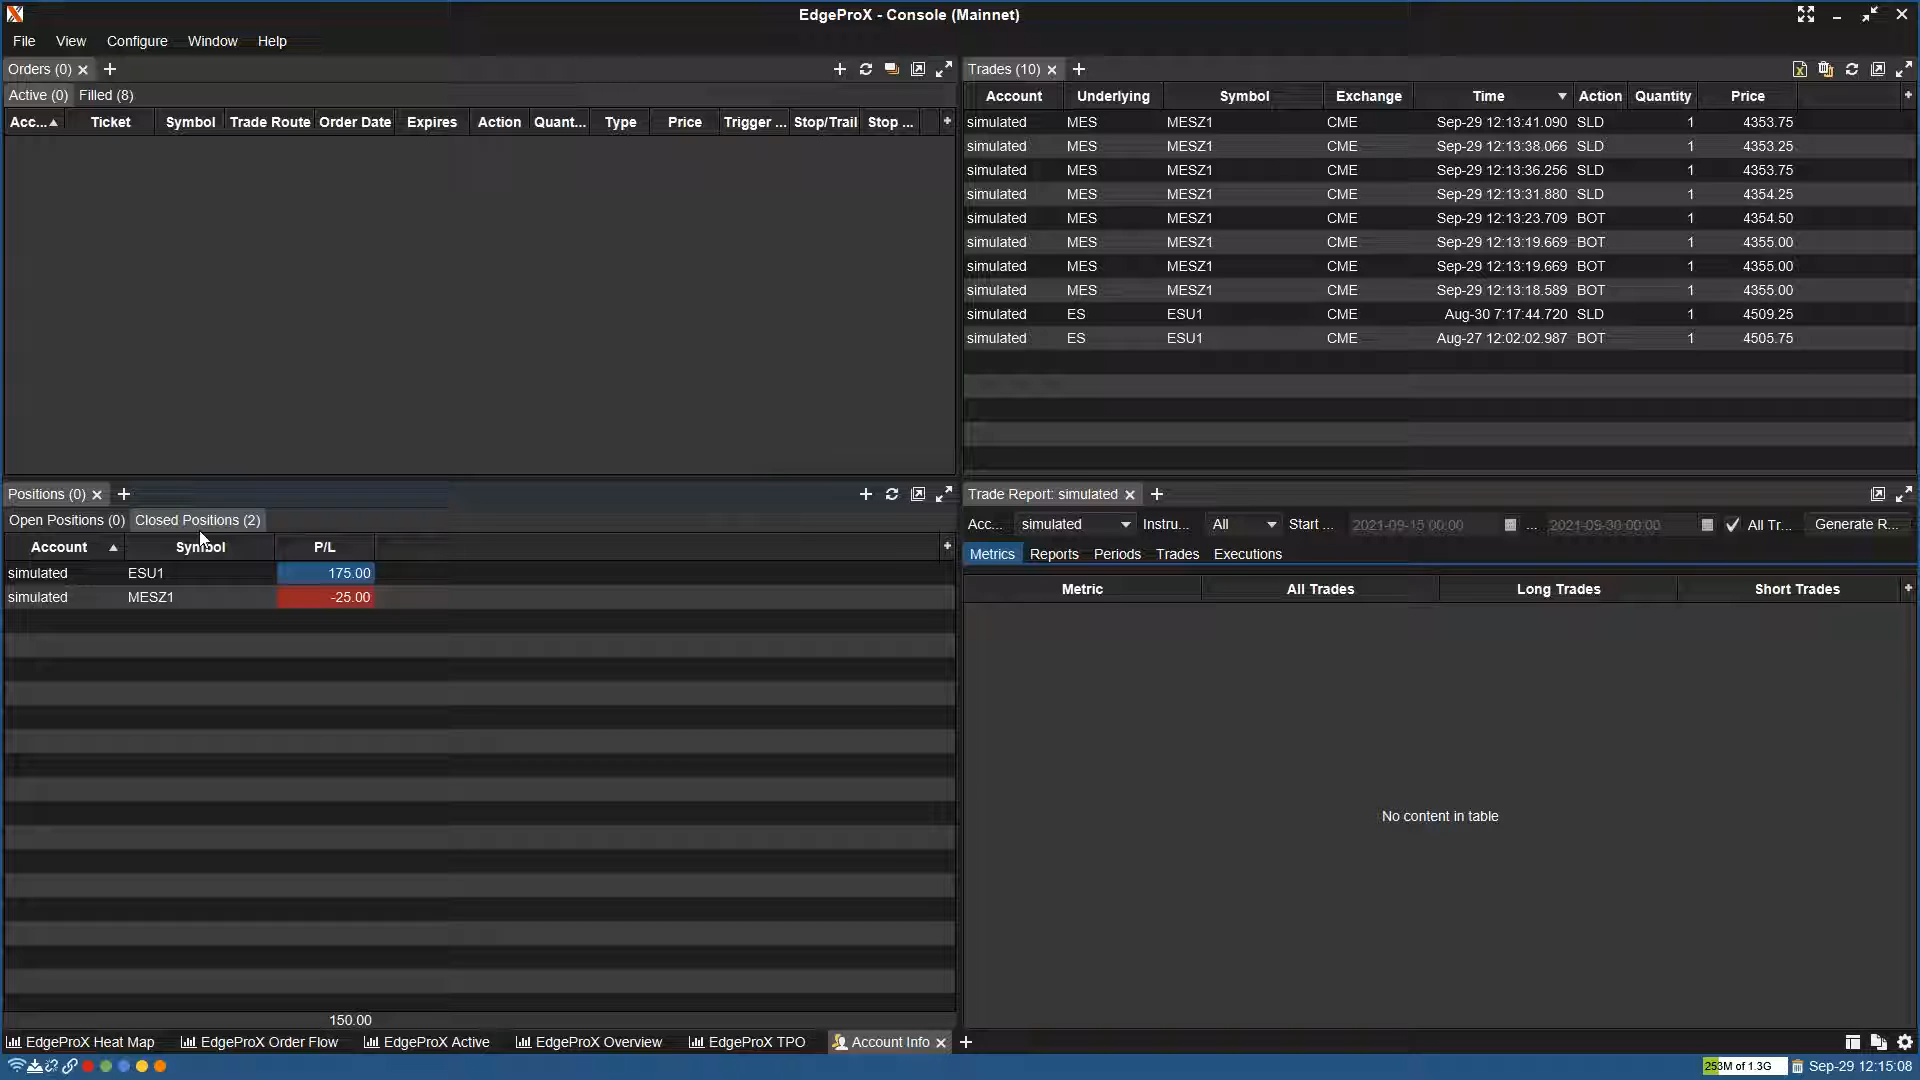 EdgeProX - Console (Mainnet)
File View Configure Window Help
Orders (0)
Active (0) Filled (8)
Acc... Ticket Symbol Trade Route Order Date Expires Action Quant... Type Price Trigger ... Stop/Trail Stop ...
Trades (10)
Account Underlying Symbol Exchange Time Action Quantity Price
simulated MES MESZ1 CME Sep-29 12:13:41.090 SLD 1 4353.75
simulated MES MESZ1 CME Sep-29 12:13:38.066 SLD 1 4353.25
simulated MES MESZ1 CME Sep-29 12:13:36.256 SLD 1 4353.75
simulated MES MESZ1 CME Sep-29 12:13:31.880 SLD 1 4354.25
simulated MES MESZ1 CME Sep-29 12:13:23.709 BOT 1 4354.50
simulated MES MESZ1 CME Sep-29 12:13:19.669 BOT 1 4355.00
simulated MES MESZ1 CME Sep-29 12:13:19.669 BOT 1 4355.00
simulated MES MESZ1 CME Sep-29 12:13:18.589 BOT 1 4355.00
simulated ES ESU1 CME Aug-30 7:17:44.720 SLD 1 4509.25
simulated ES ESU1 CME Aug-27 12:02:02.987 BOT 1 4505.75
Positions (0)
Open Positions (0) Closed Positions (2)
Account Symbol P/L
simulated ESU1 175.00
simulated MESZ1 -25.00
150.00
Trade Report: simulated
Acc... simulated Instru... All Start ... 2021-09-15 00:00 ... 2021-09-30 00:00 All Tr... Generate R...
Metrics Reports Periods Trades Executions
Metric All Trades Long Trades Short Trades
No content in table
EdgeProX Heat Map EdgeProX Order Flow EdgeProX Active EdgeProX Overview EdgeProX TPO Account Info
253M of 1.3G Sep-29 12:15:08